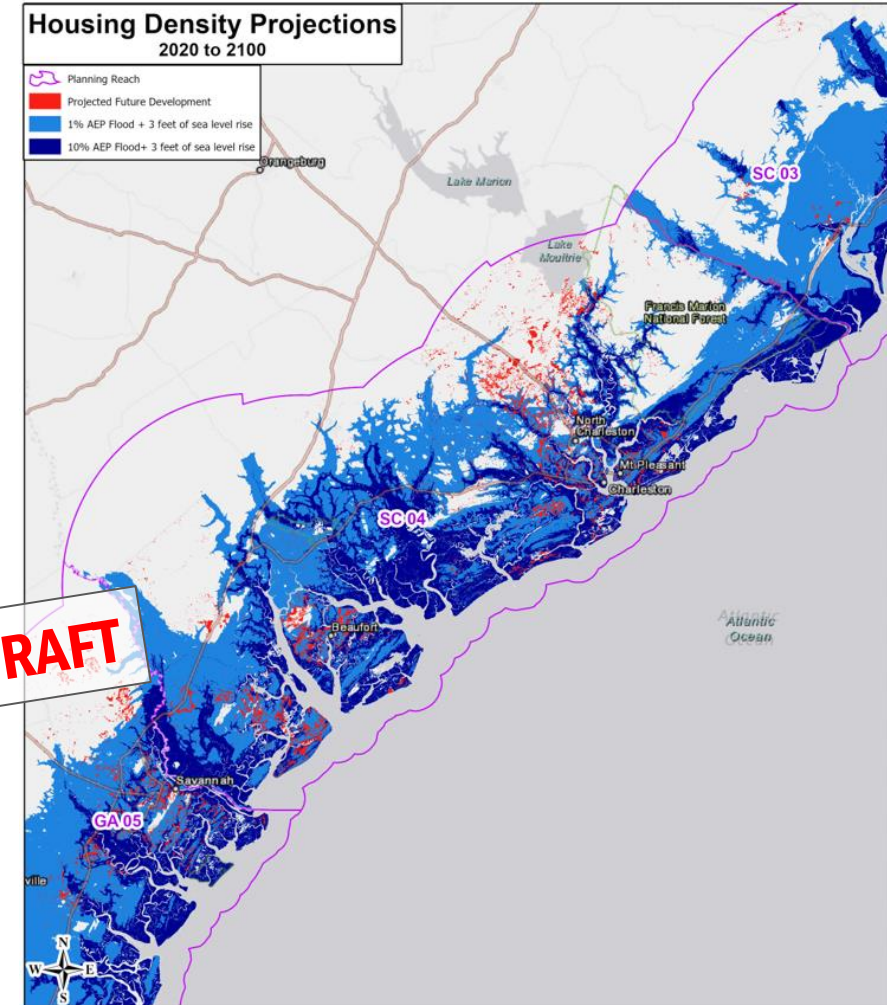 Housing Density Projections
2020 to 2100
Planning Reach
Projected Future Development
1% AEP Flood + 3 feet of sea level rise
10% AEP Flood+ 3 feet of sea level rise
Orangeburg
Lake Marion
SC 03
Lake
Moultrie
Francis Marion
National Forest
North
Charleston
Mt Pleasant
Charleston
SC 04
Beaufort
Atlantic
Ocean
RAFT
Savannah
GA 05
ville
N
W E
S